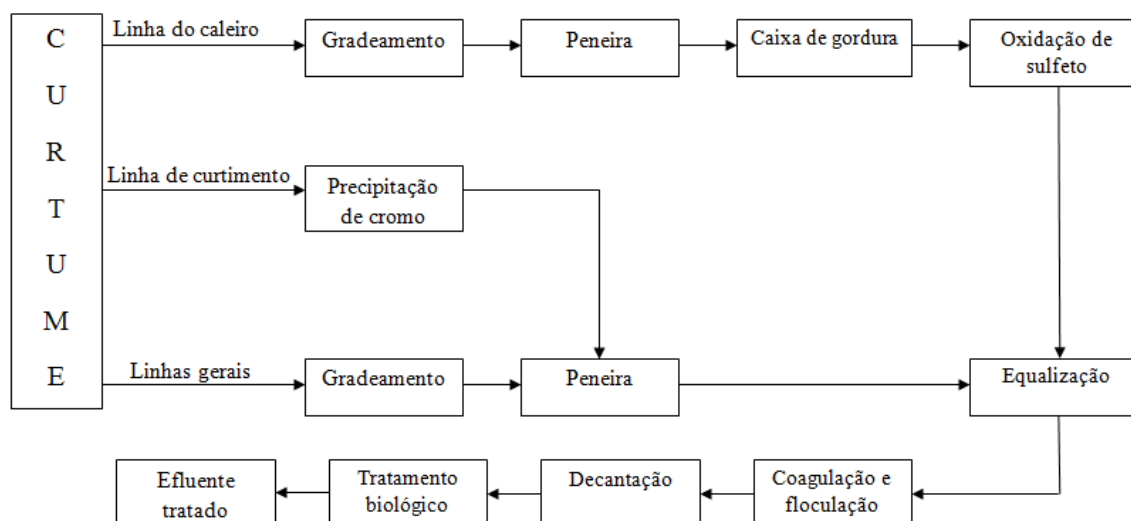 CURTUME
Linha do caleiro
Gradeamento
Peneira
Caixa de gordura
Oxidação de
sulfeto
Linha de curtimento
Precipitação
de cromo
Linhas gerais
Gradeamento
Peneira
Equalização
Coagulação e
floculação
Decantação
Tratamento
biológico
Efluente
tratado